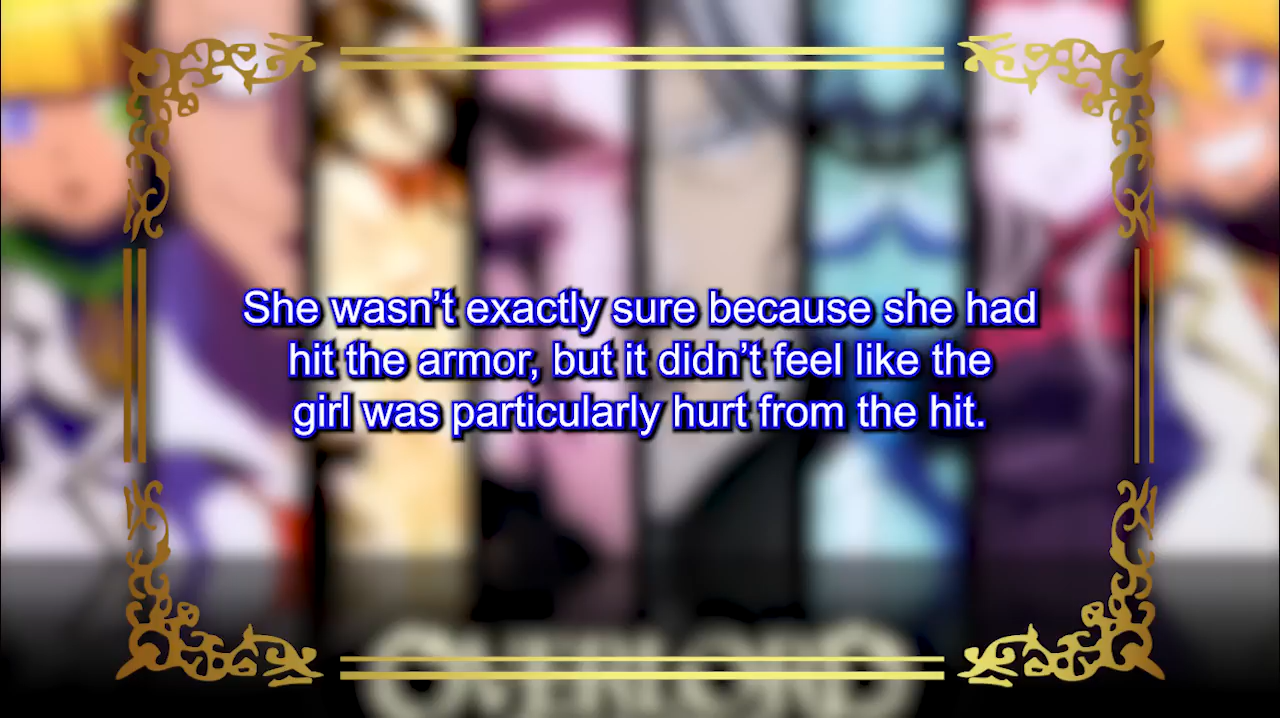 She wasn’t exactly sure because she had
hit the armor, but it didn’t feel like the
girl was particularly hurt from the hit.
OVERLORD